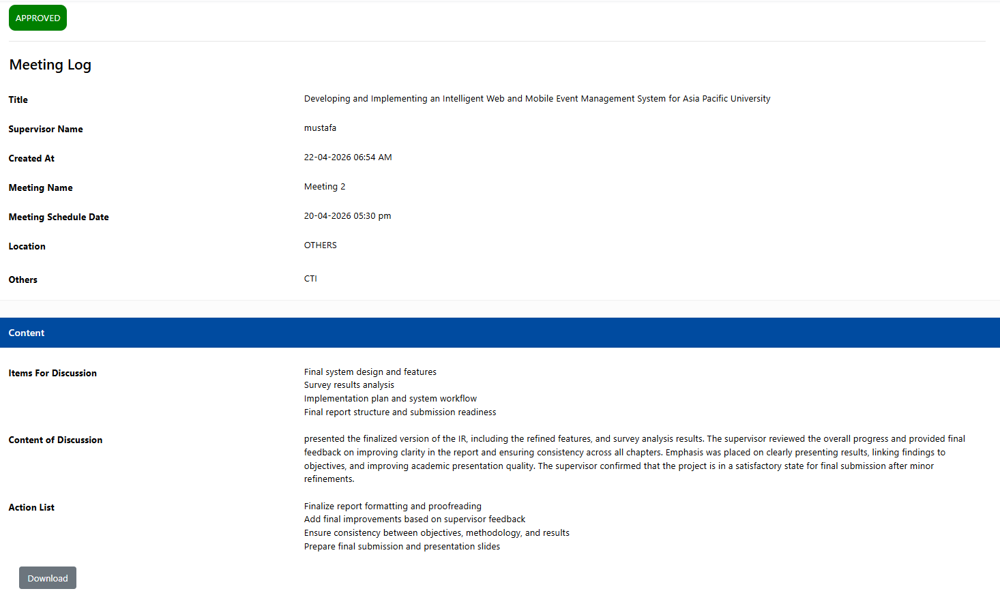 APPROVED
Meeting Log
Title
Developing and Implementing an Intelligent Web and Mobile Event Management System for Asia Pacific University
Supervisor Name
mustafa
Created At
22-04-2026 06:54 AM
Meeting Name
Meeting 2
Meeting Schedule Date
20-04-2026 05:30 pm
Location
OTHERS
Others
CTI
Content
Items For Discussion
Final system design and features
Survey results analysis
Implementation plan and system workflow
Final report structure and submission readiness
Content of Discussion
presented the finalized version of the IR, including the refined features, and survey analysis results. The supervisor reviewed the overall progress and provided final
feedback on improving clarity in the report and ensuring consistency across all chapters. Emphasis was placed on clearly presenting results, linking findings to
objectives, and improving academic presentation quality. The supervisor confirmed that the project is in a satisfactory state for final submission after minor
refinements.
Action List
Finalize report formatting and proofreading
Add final improvements based on supervisor feedback
Ensure consistency between objectives, methodology, and results
Prepare final submission and presentation slides
Download